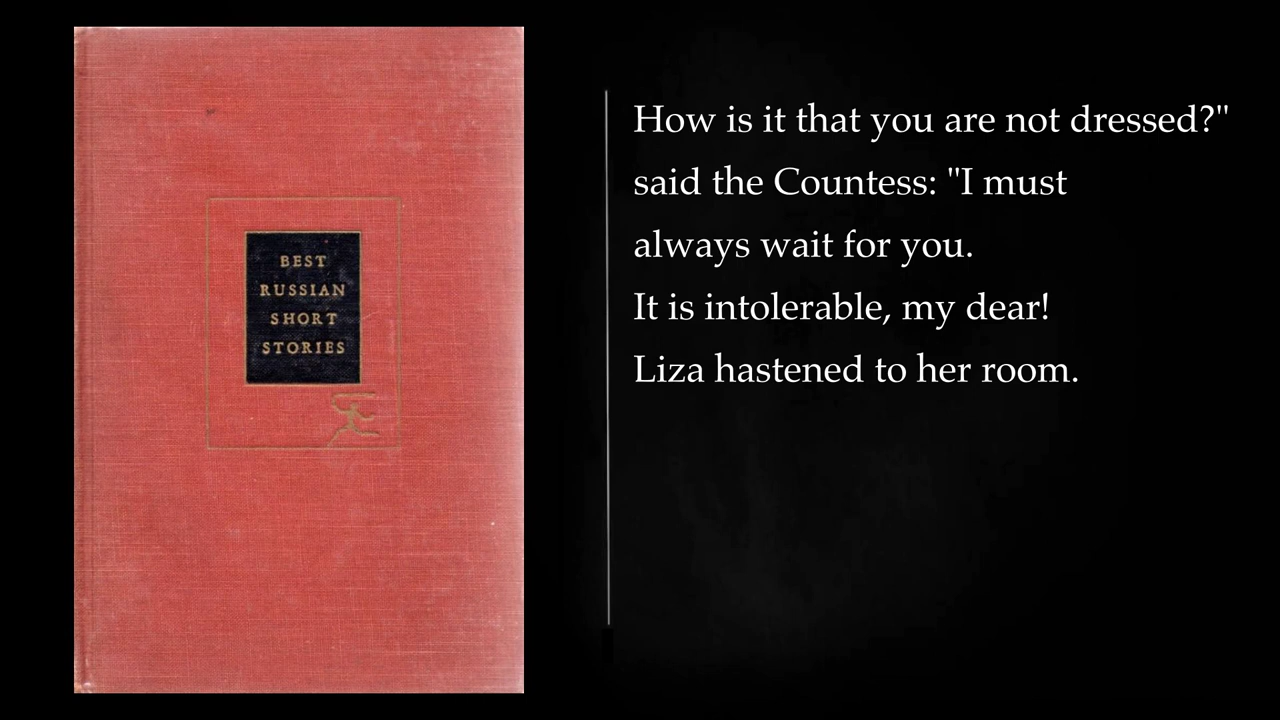 BEST
RUSSIAN
SHORT
STORIES
How is it that you are not dressed?"
said the Countess: "I must
always wait for you.
It is intolerable, my dear!
Liza hastened to her room.